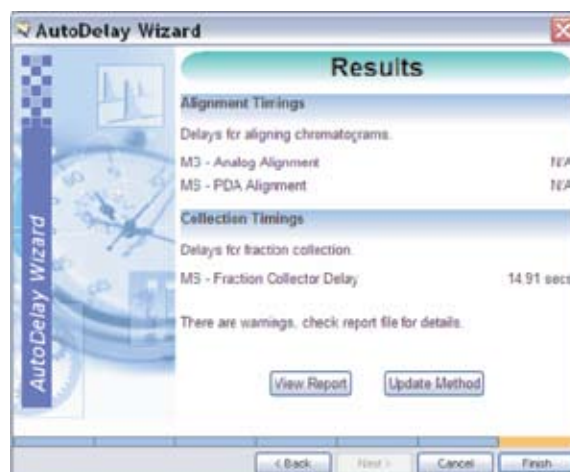 AutoDelay Wizard
Results
Alignment Timings
Delays for aligning chromatograms.
MS - Analog Alignment N/A
MS - PDA Alignment N/A
Collection Timings
Delays for fraction collection.
MS - Fraction Collector Delay 14.91 secs
There are warnings, check report file for details.
View Report Update Method
AutoDelay Wizard
< Back Next > Cancel Finish